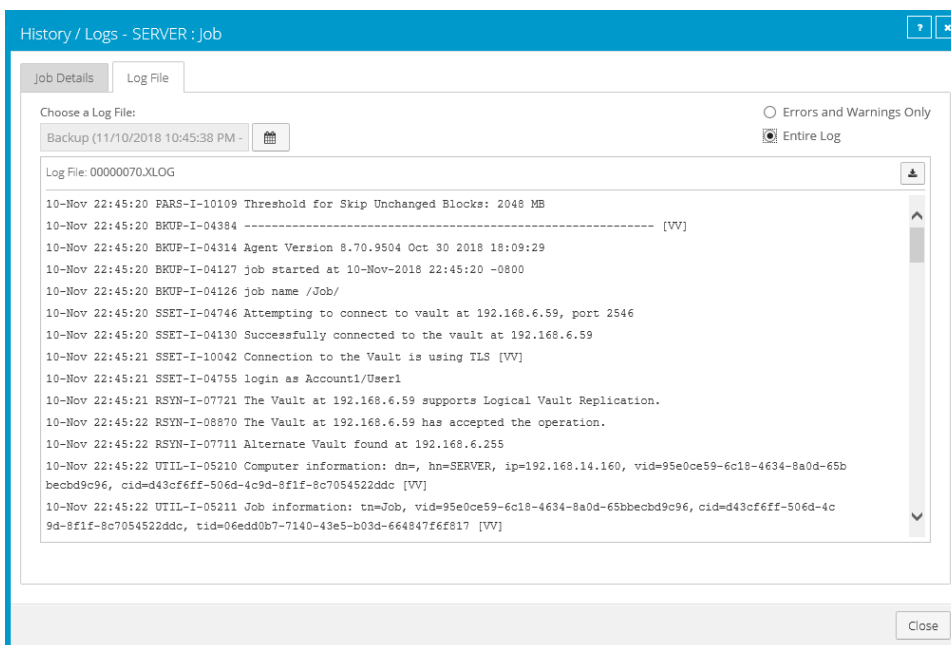 History / Logs - SERVER : Job
?
Job Details
Log File
Choose a Log File:
Errors and Warnings Only
Backup (11/10/2018 10:45:38 PM -
Entire Log
Log File: 00000070.XLOG
10-Nov 22:45:20 PARS-I-10109 Threshold for Skip Unchanged Blocks: 2048 MB
10-Nov 22:45:20 BKUP-I-04384 ------------------------------------------------------------ [VV]
10-Nov 22:45:20 BKUP-I-04314 Agent Version 8.70.9504 Oct 30 2018 18:09:29
10-Nov 22:45:20 BKUP-I-04127 job started at 10-Nov-2018 22:45:20 -0800
10-Nov 22:45:20 BKUP-I-04126 job name /Job/
10-Nov 22:45:20 SSET-I-04746 Attempting to connect to vault at 192.168.6.59, port 2546
10-Nov 22:45:20 SSET-I-04130 Successfully connected to the vault at 192.168.6.59
10-Nov 22:45:21 SSET-I-10042 Connection to the Vault is using TLS [VV]
10-Nov 22:45:21 SSET-I-04755 login as Account1/User1
10-Nov 22:45:21 RSYN-I-07721 The Vault at 192.168.6.59 supports Logical Vault Replication.
10-Nov 22:45:22 RSYN-I-08870 The Vault at 192.168.6.59 has accepted the operation.
10-Nov 22:45:22 RSYN-I-07711 Alternate Vault found at 192.168.6.255
10-Nov 22:45:22 UTIL-I-05210 Computer information: dn=, hn=SERVER, ip=192.168.14.160, vid=95e0ce59-6c18-4634-8a0d-65b
becbd9c96, cid=d43cf6ff-506d-4c9d-8f1f-8c7054522ddc [VV]
10-Nov 22:45:22 UTIL-I-05211 Job information: tn=Job, vid=95e0ce59-6c18-4634-8a0d-65bbecbd9c96, cid=d43cf6ff-506d-4c
9d-8f1f-8c7054522ddc, tid=06edd0b7-7140-43e5-b03d-664847f6f817 [VV]
Close